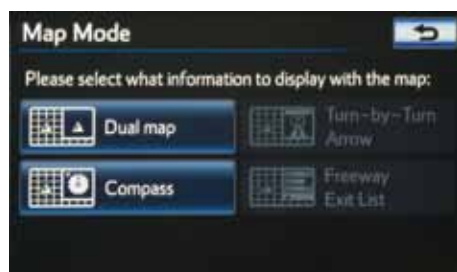 Map Mode
Please select what information to display with the map:
Dual map
Turn-by-Turn
Arrow
Compass
Freeway
Exit List